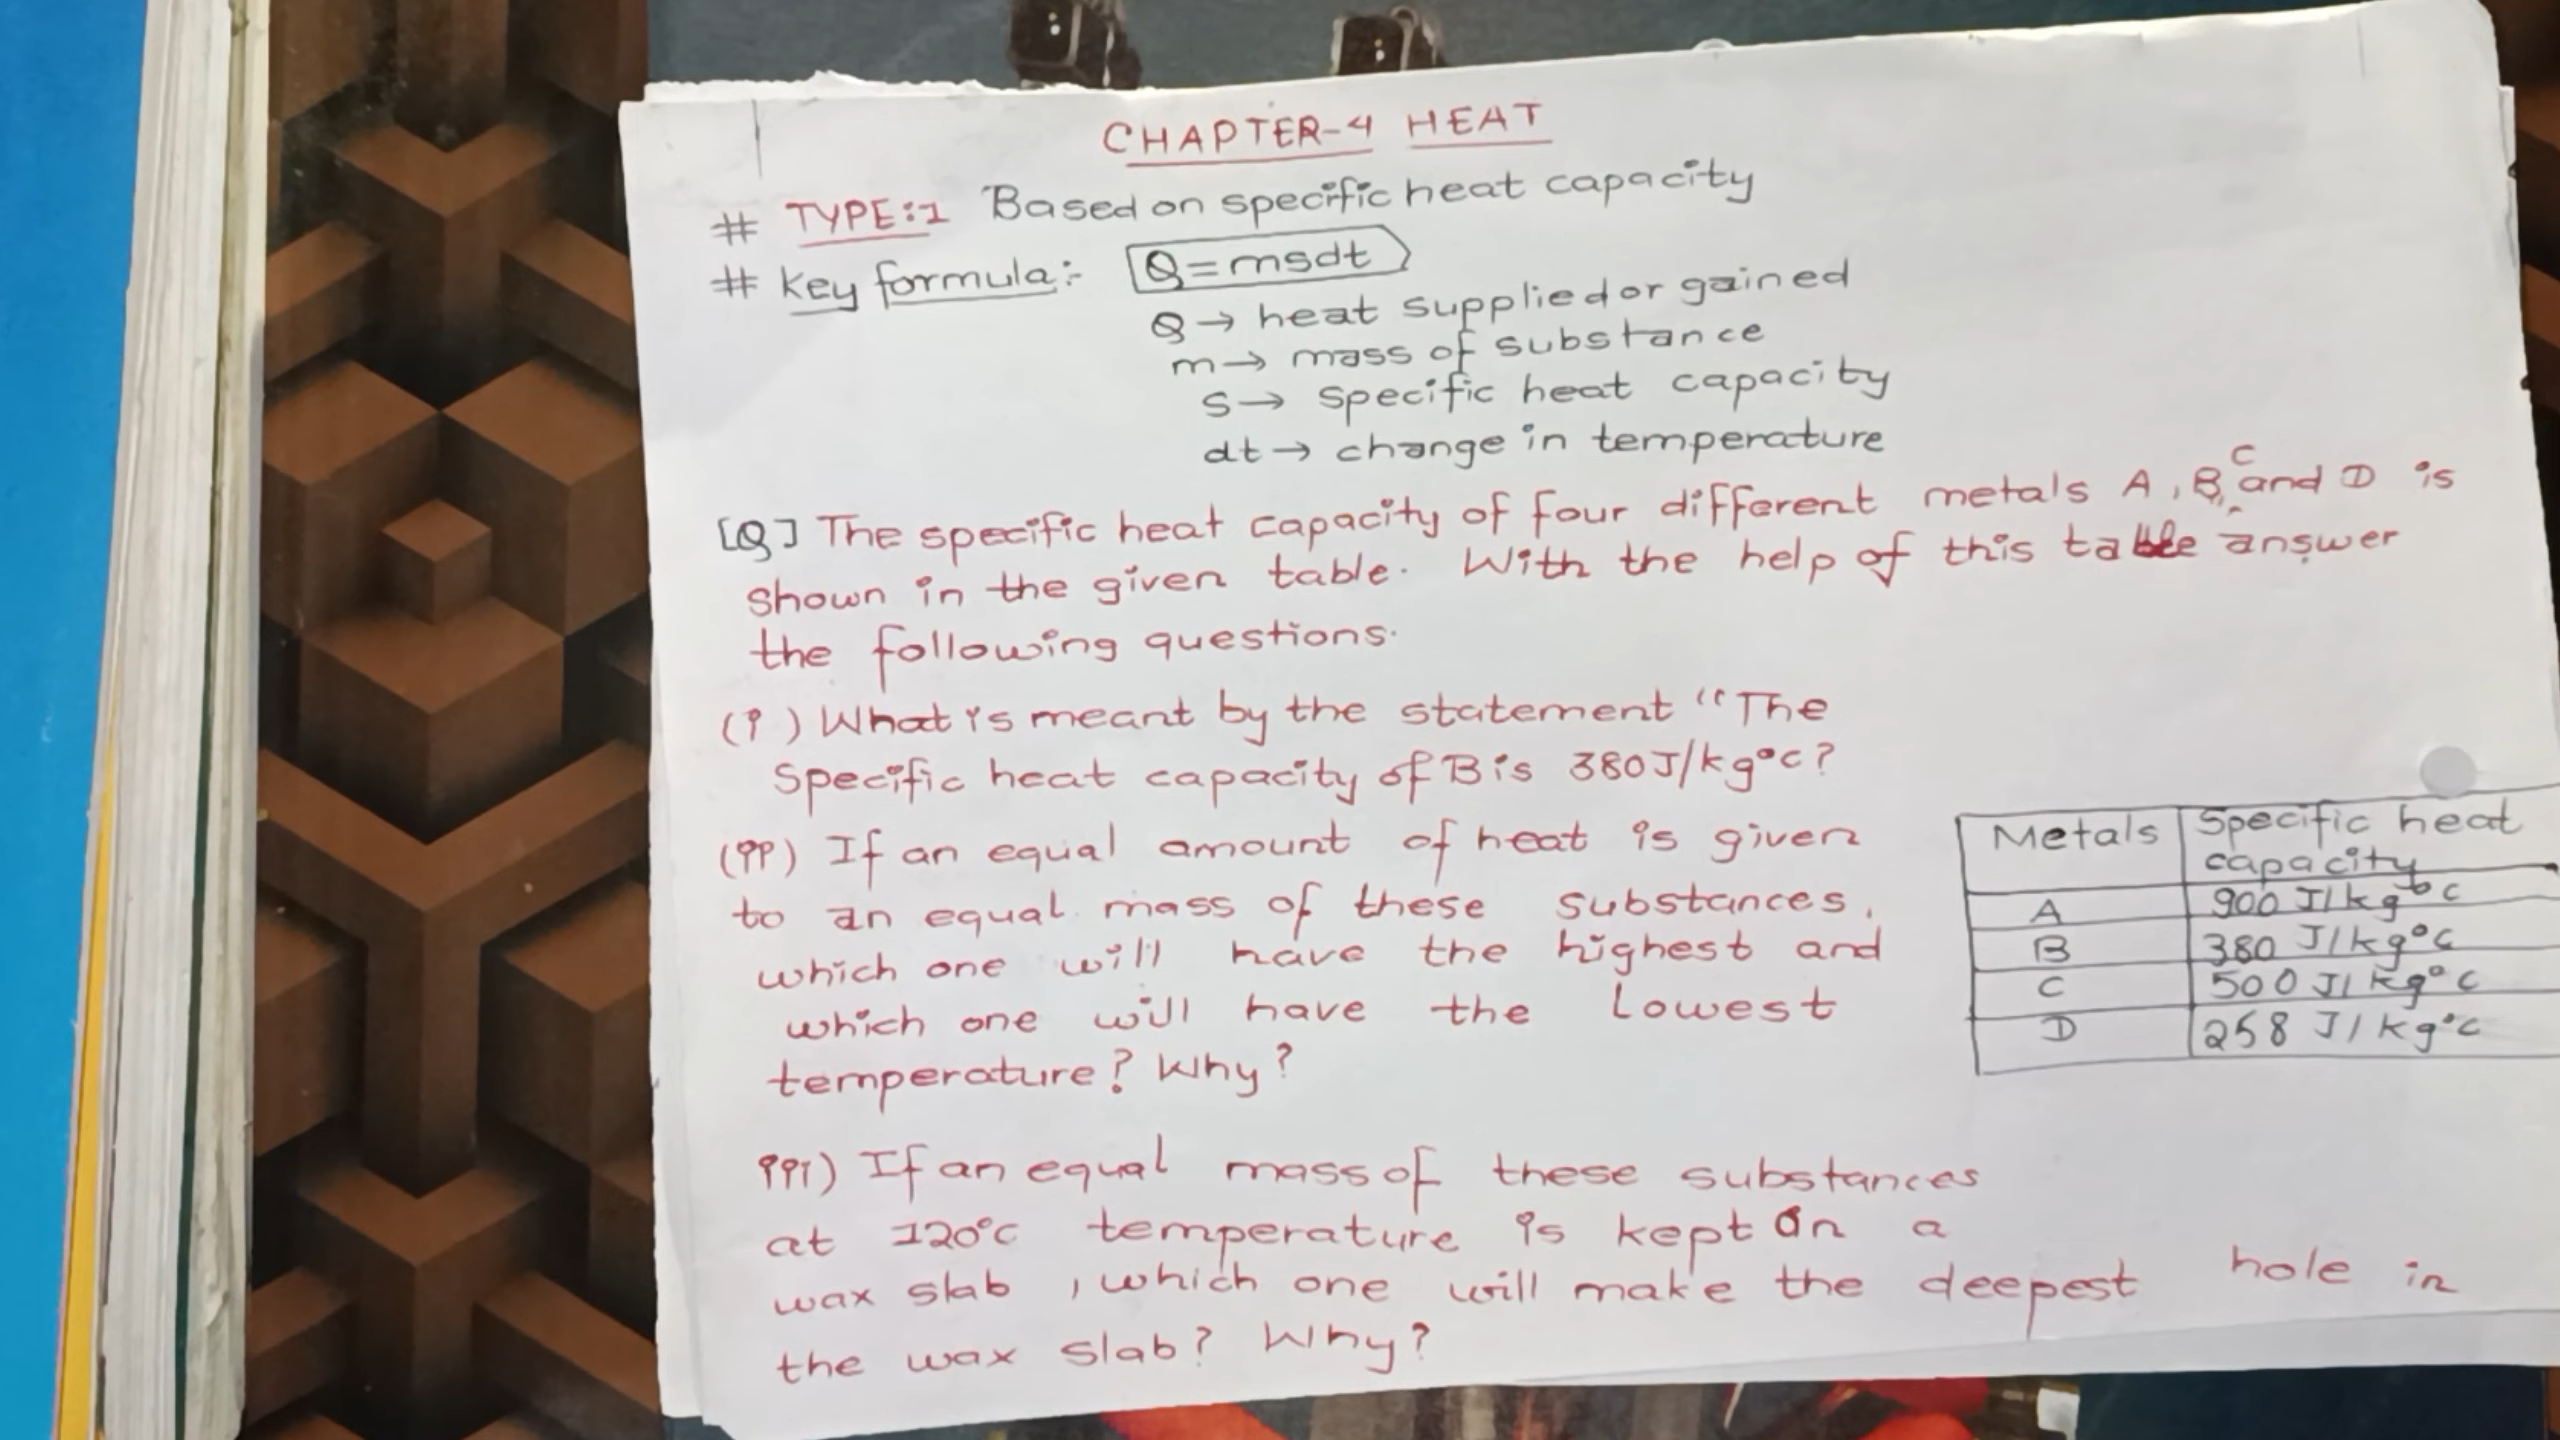 CHAPTER-4 HEAT
# TYPE:1 Based on specific heat capacity
# Key formula:- Q=msdt
Q→ heat supplied or gained
m→ mass of substance
S→ specific heat capacity
dt→ change in temperature
[Q] The specific heat capacity of four different metals A, B, C and D is
shown in the given table. With the help of this table answer
the following questions.
(i) What is meant by the statement "The
Specific heat capacity of B is 380J/kg°C?
(ii) If an equal amount of heat is given
to an equal mass of these substances,
which one will have the highest and
which one will have the lowest
temperature? Why?
Metals Specific heat
capacity
A 900 J/kg°C
B 380 J/kg°C
C 500 J/kg°C
D 258 J/kg°C
iii) If an equal mass of these substances
at 120°C temperature is kept on a
wax slab, which one will make the deepest hole in
the wax slab? Why?